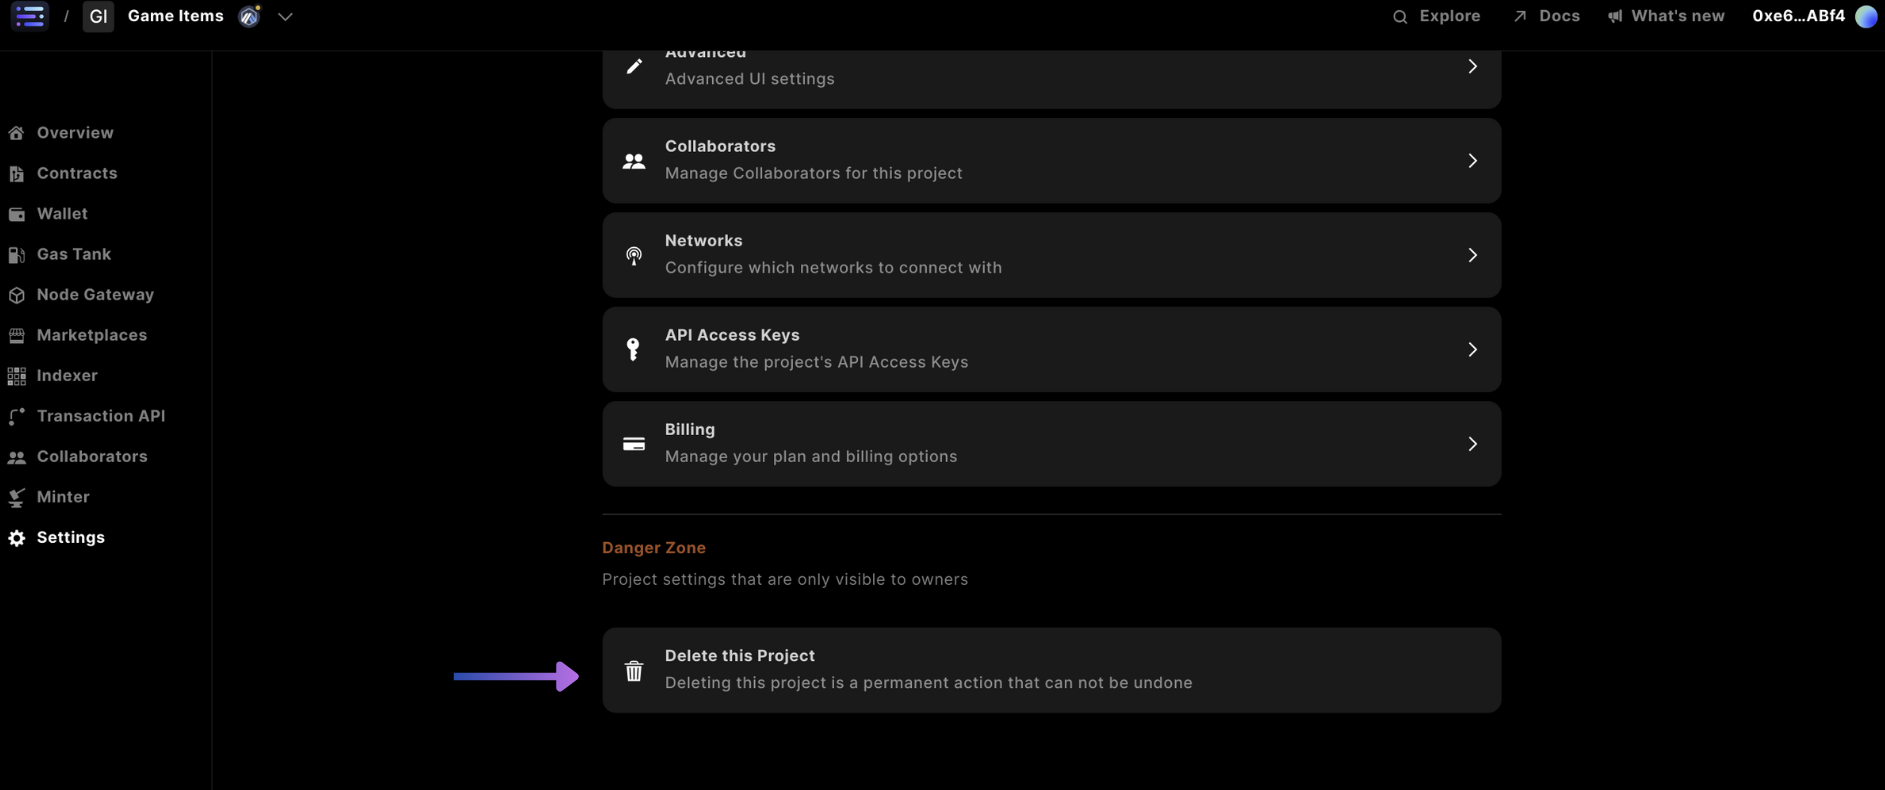 / GI Game Items
Explore Docs What's new 0xe6...ABf4
Overview
Contracts
Wallet
Gas Tank
Node Gateway
Marketplaces
Indexer
Transaction API
Collaborators
Minter
Settings
Advanced
Advanced UI settings
Collaborators
Manage Collaborators for this project
Networks
Configure which networks to connect with
API Access Keys
Manage the project's API Access Keys
Billing
Manage your plan and billing options
Danger Zone
Project settings that are only visible to owners
Delete this Project
Deleting this project is a permanent action that can not be undone